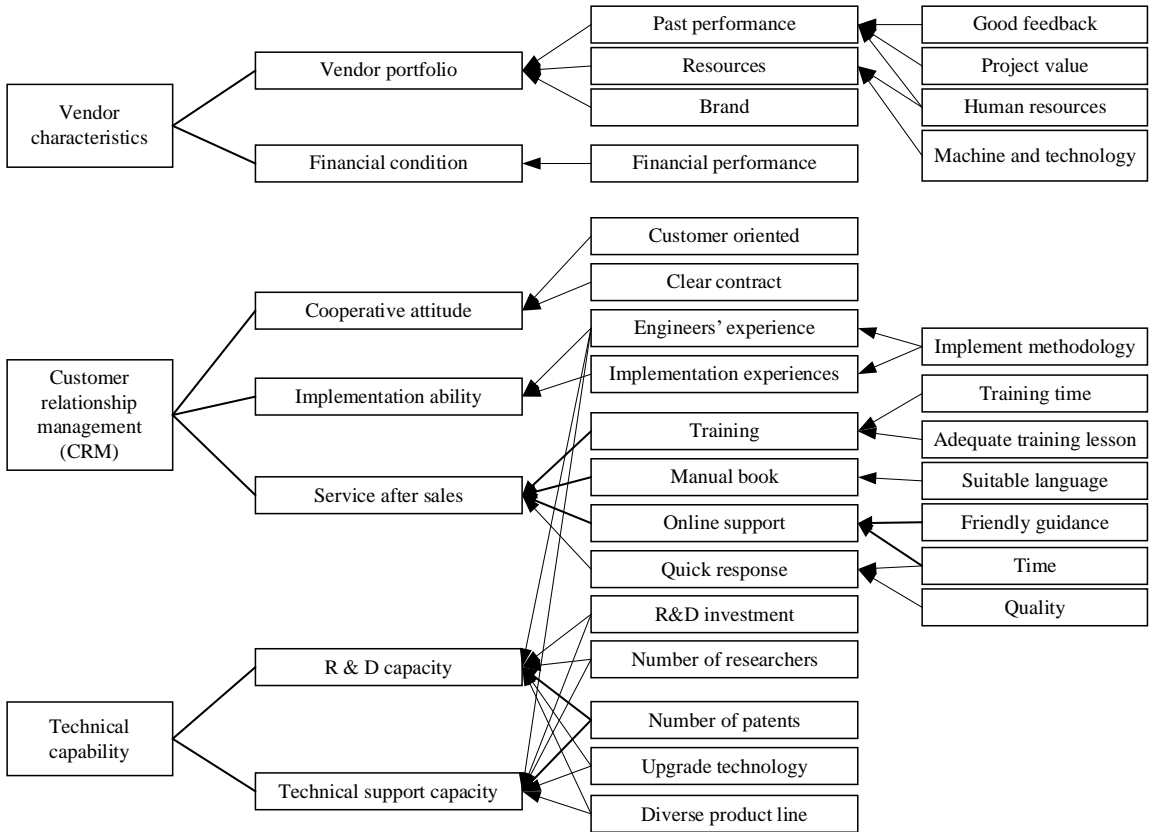 Vendor
characteristics
Vendor portfolio
Financial condition
Past performance
Resources
Brand
Financial performance
Good feedback
Project value
Human resources
Machine and technology
Customer
relationship
management
(CRM)
Cooperative attitude
Implementation ability
Service after sales
Customer oriented
Clear contract
Engineers’ experience
Implementation experiences
Training
Manual book
Online support
Quick response
Implement methodology
Training time
Adequate training lesson
Suitable language
Friendly guidance
Time
Quality
Technical
capability
R & D capacity
Technical support capacity
R&D investment
Number of researchers
Number of patents
Upgrade technology
Diverse product line